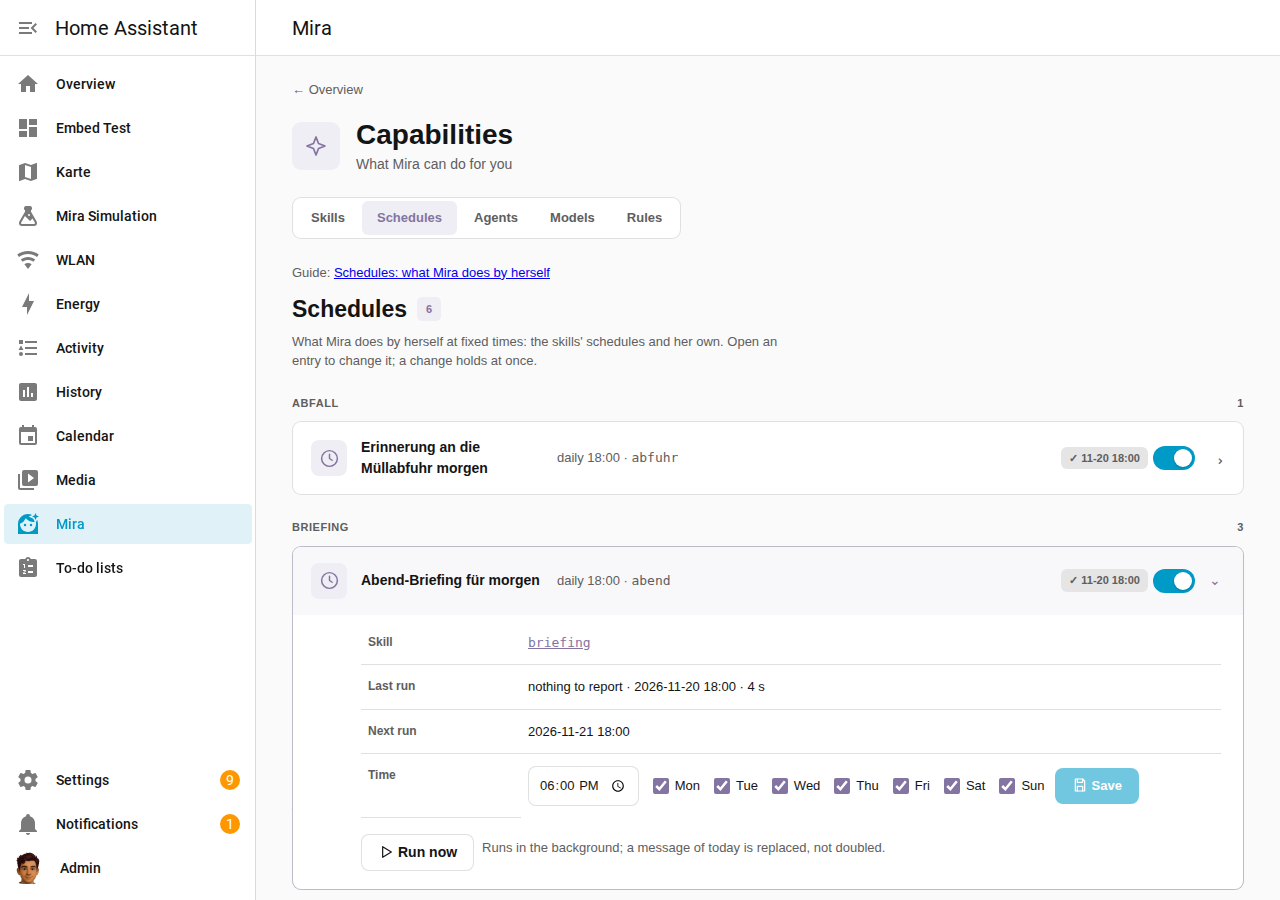 Home Assistant
Mira
Overview
Embed Test
Karte
Mira Simulation
WLAN
Energy
Activity
History
Calendar
Media
Mira
To-do lists
Settings
9
Notifications
1
Admin
← Overview
Capabilities
What Mira can do for you
Skills
Schedules
Agents
Models
Rules
Guide: Schedules: what Mira does by herself
Schedules 6
What Mira does by herself at fixed times: the skills' schedules and her own. Open an
entry to change it; a change holds at once.
ABFALL 1
Erinnerung an die
Müllabfuhr morgen
daily 18:00 · abfuhr
✓ 11-20 18:00
BRIEFING 3
Abend-Briefing für morgen
daily 18:00 · abend
✓ 11-20 18:00
Skill briefing
Last run nothing to report · 2026-11-20 18:00 · 4 s
Next run 2026-11-21 18:00
Time 06:00 PM Mon Tue Wed Thu Fri Sat Sun Save
Run now Runs in the background; a message of today is replaced, not doubled.